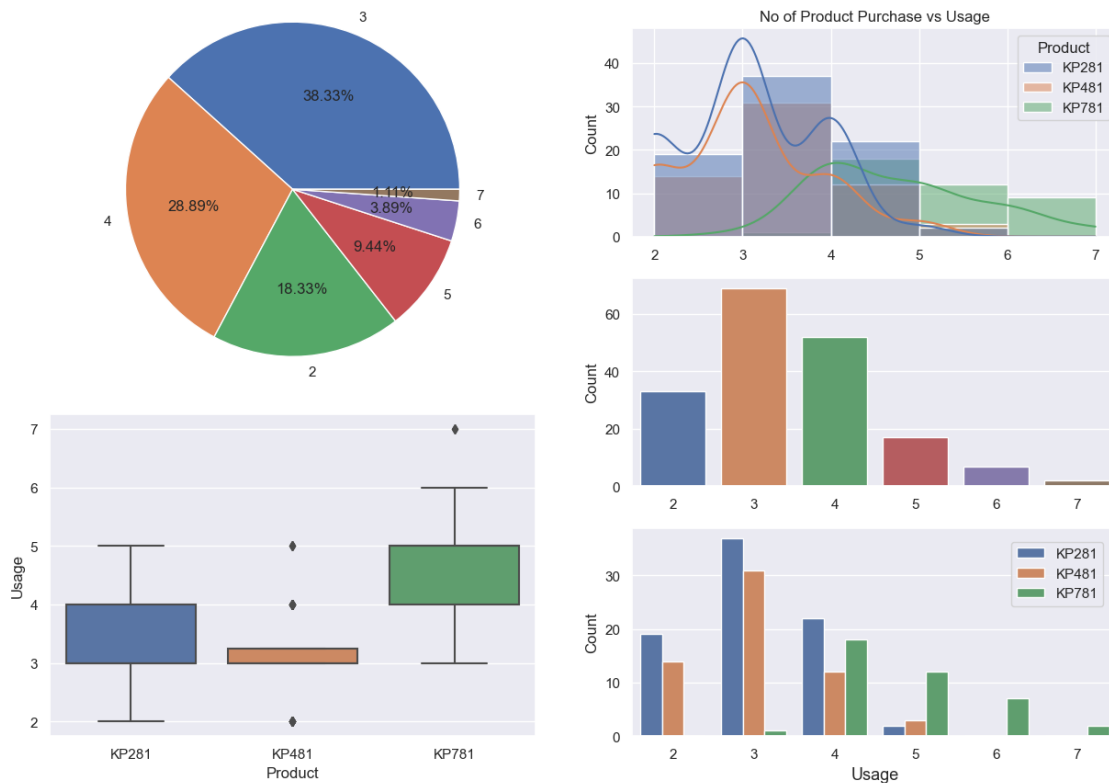 3
38.33%
4
28.89%
2
18.33%
5
9.44%
6
3.89%
7
1.11%
No of Product Purchase vs Usage
Product
KP281
KP481
KP781
Count
40
30
20
10
0
2 3 4 5 6 7
Count
60
40
20
0
2 3 4 5 6 7
Usage
7
6
5
4
3
2
KP281 KP481 KP781
Product
KP281
KP481
KP781
Count
30
20
10
0
2 3 4 5 6 7
Usage